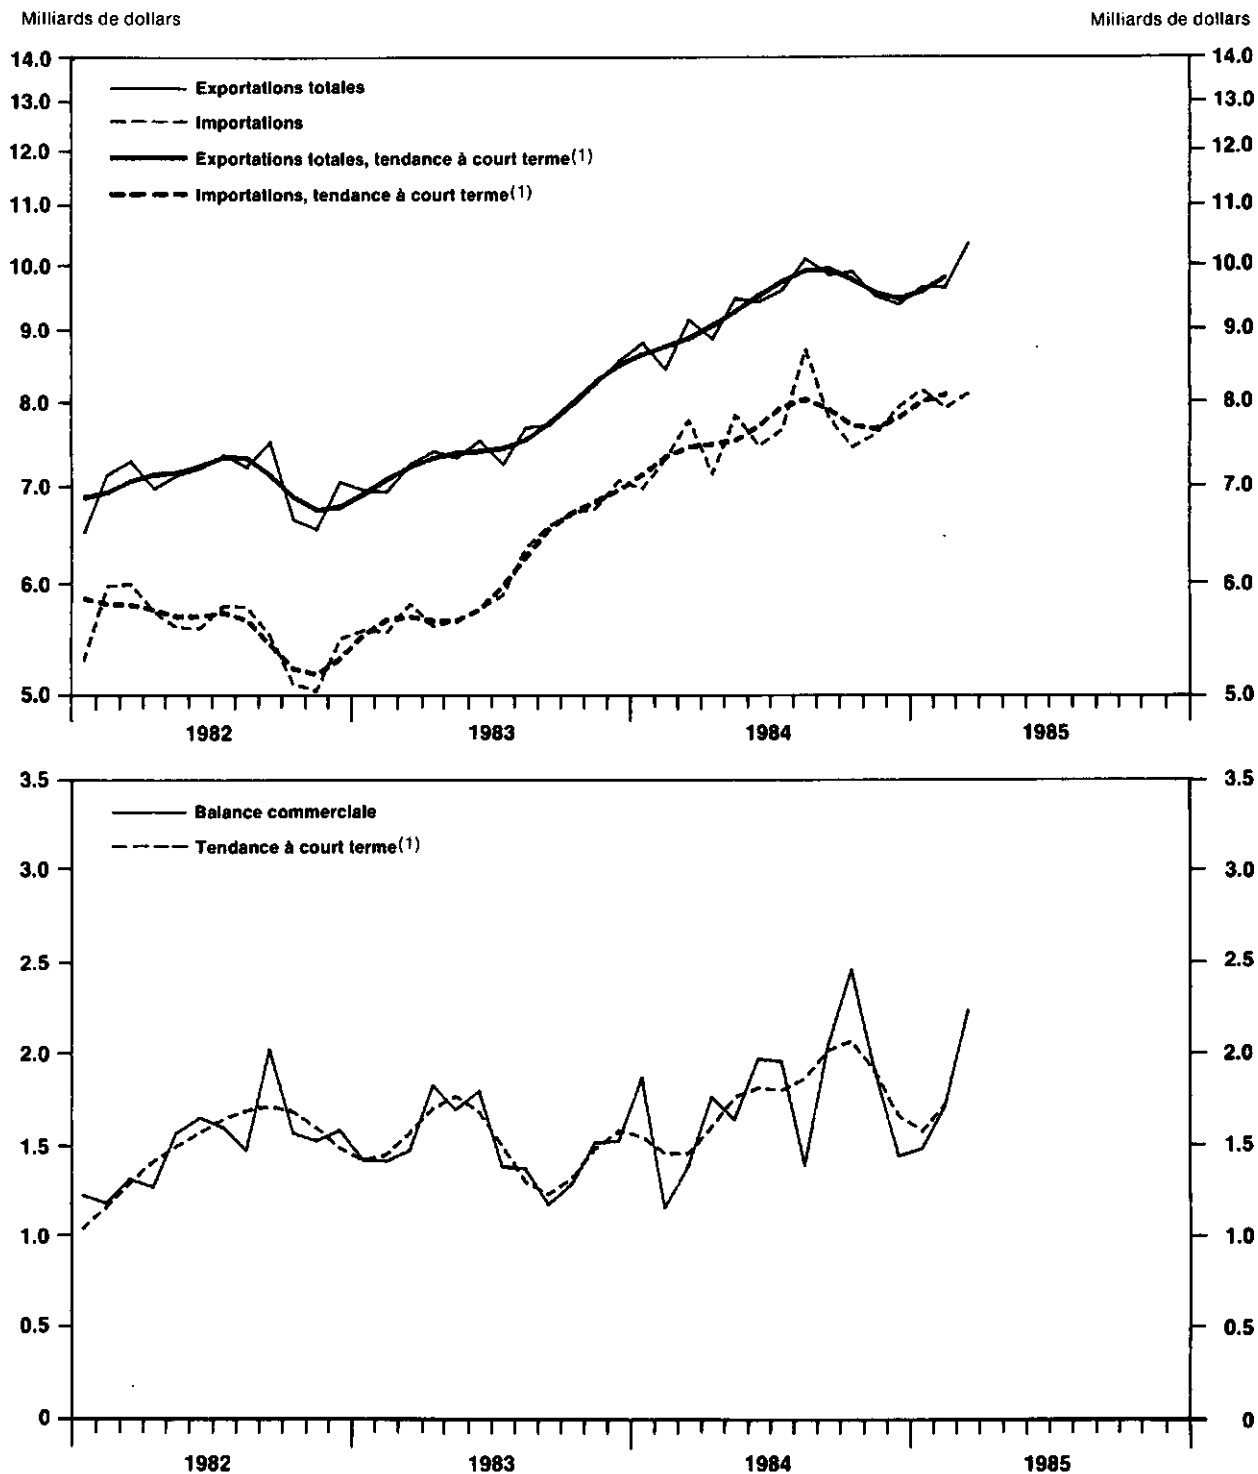 Milliards de dollars Milliards de dollars
14.0 14.0
Exportations totales
13.0 13.0
Importations
12.0 12.0
Exportations totales, tendance à court terme(1)
Importations, tendance à court terme(1)
11.0 11.0
10.0 10.0
9.0 9.0
8.0 8.0
7.0 7.0
6.0 6.0
5.0 5.0
1982 1983 1984 1985
3.5 3.5
Balance commerciale
Tendance à court terme(1)
3.0 3.0
2.5 2.5
2.0 2.0
1.5 1.5
1.0 1.0
0.5 0.5
0 0
1982 1983 1984 1985